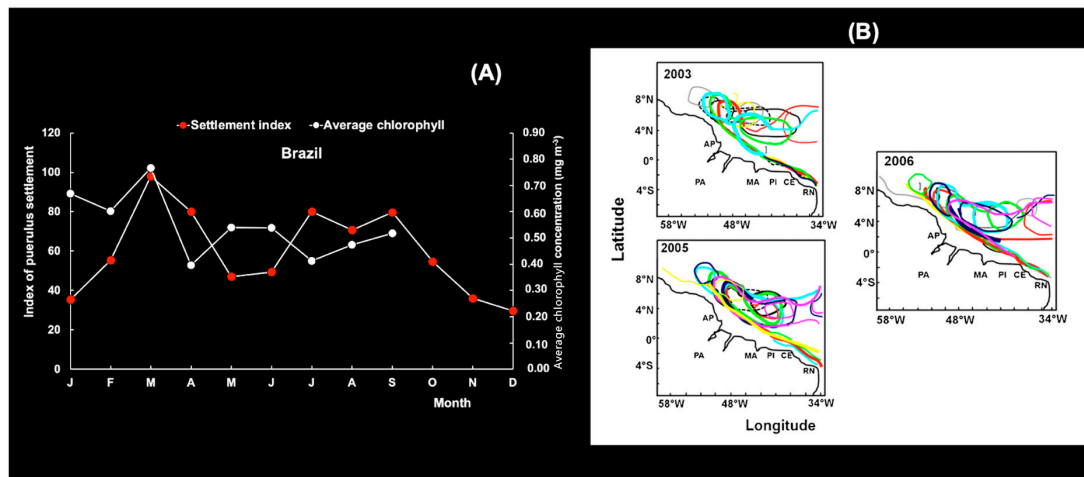 (A)
Settlement index
Average chlorophyll
Brazil
Index of puerulus settlement
120
100
80
60
40
20
0
0.90
0.80
0.70
0.60
0.50
0.40
0.30
0.20
0.10
0.00
Average chlorophyll concentration (mg m⁻³)
J F M A M J J A S O N D
Month
(B)
Latitude
2003
8°N
4°N
0°
4°S
AP
PA MA PI CE
RN
58°W 48°W 34°W
2005
8°N
4°N
0°
4°S
AP
PA MA PI CE
RN
58°W 48°W 34°W
2006
8°N
4°N
0°
4°S
AP
PA MA PI CE
RN
58°W 48°W 34°W
Longitude